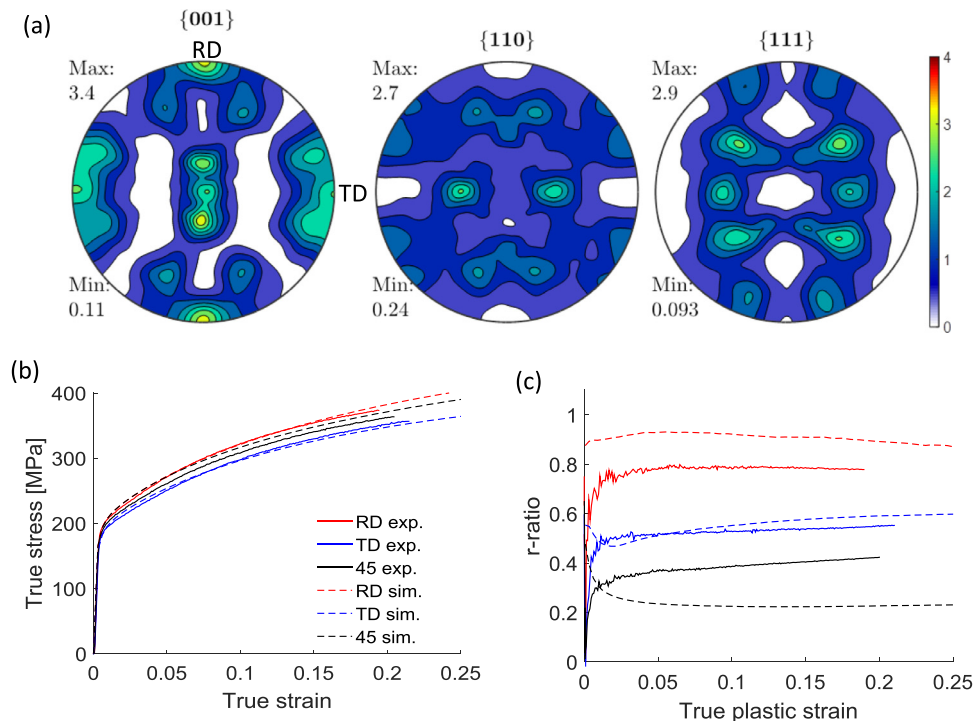 (a)
{001}
RD
Max:
3.4
Min:
0.11
TD
{110}
Max:
2.7
Min:
0.24
{111}
Max:
2.9
Min:
0.093
4
3
2
1
0
(b)
400
300
200
100
0
True stress [MPa]
0
0.05
0.1
0.15
0.2
0.25
True strain
RD exp.
TD exp.
45 exp.
RD sim.
TD sim.
45 sim.
(c)
1
0.8
0.6
0.4
0.2
0
r-ratio
0
0.05
0.1
0.15
0.2
0.25
True plastic strain